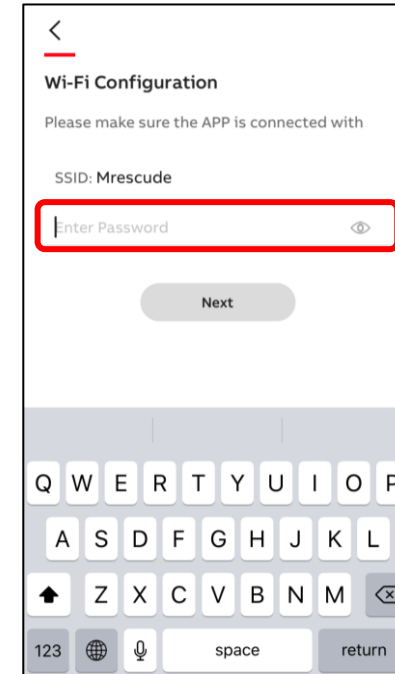 Wi-Fi Configuration
Please make sure the APP is connected with
SSID: Mrescude
Enter Password
Next
Q W E R T Y U I O P
A S D F G H J K L
Z X C V B N M
123 space return